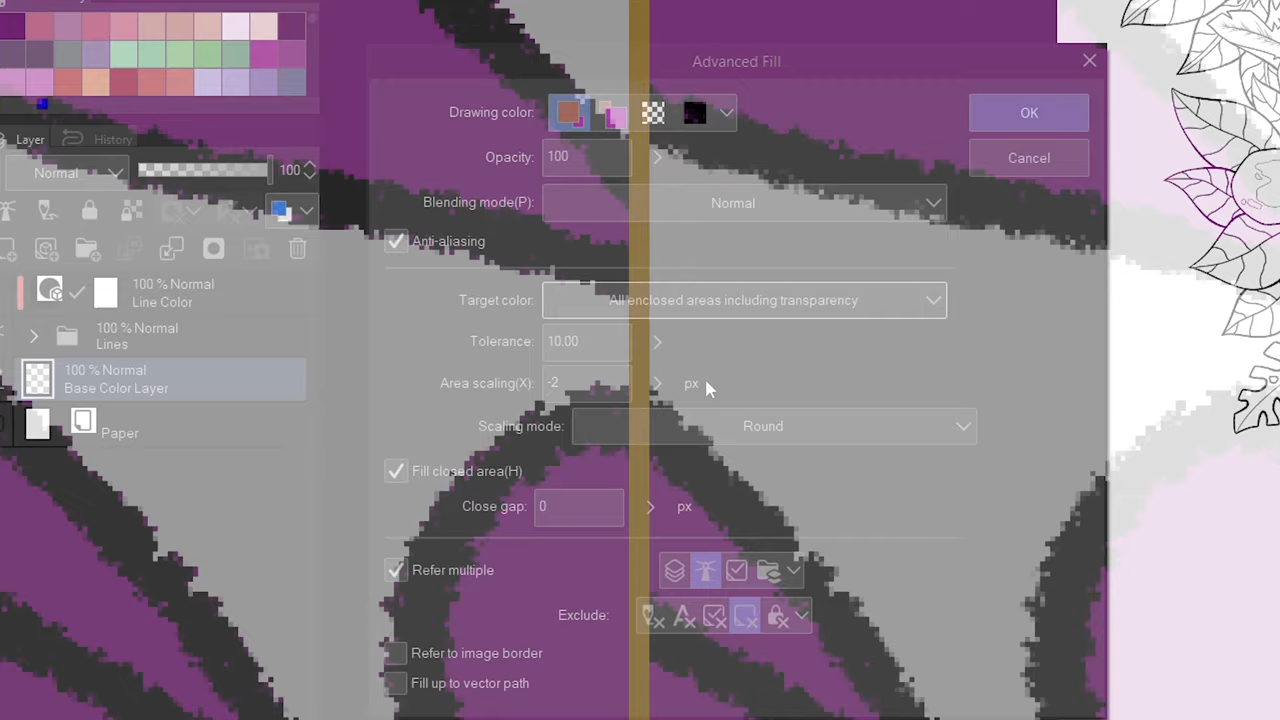 Advanced Fill
Drawing color:
OK
Opacity: 100
Cancel
Blending mode(P): Normal
Anti-aliasing
Target color: All enclosed areas including transparency
Tolerance: 10.00
Area scaling(X): -2 px
Scaling mode: Round
Fill closed area(H)
Close gap: 0 px
Refer multiple
Exclude:
Refer to image border
Fill up to vector path
Layer History
Normal 100
100 % Normal
Line Color
100 % Normal
Lines
100 % Normal
Base Color Layer
Paper